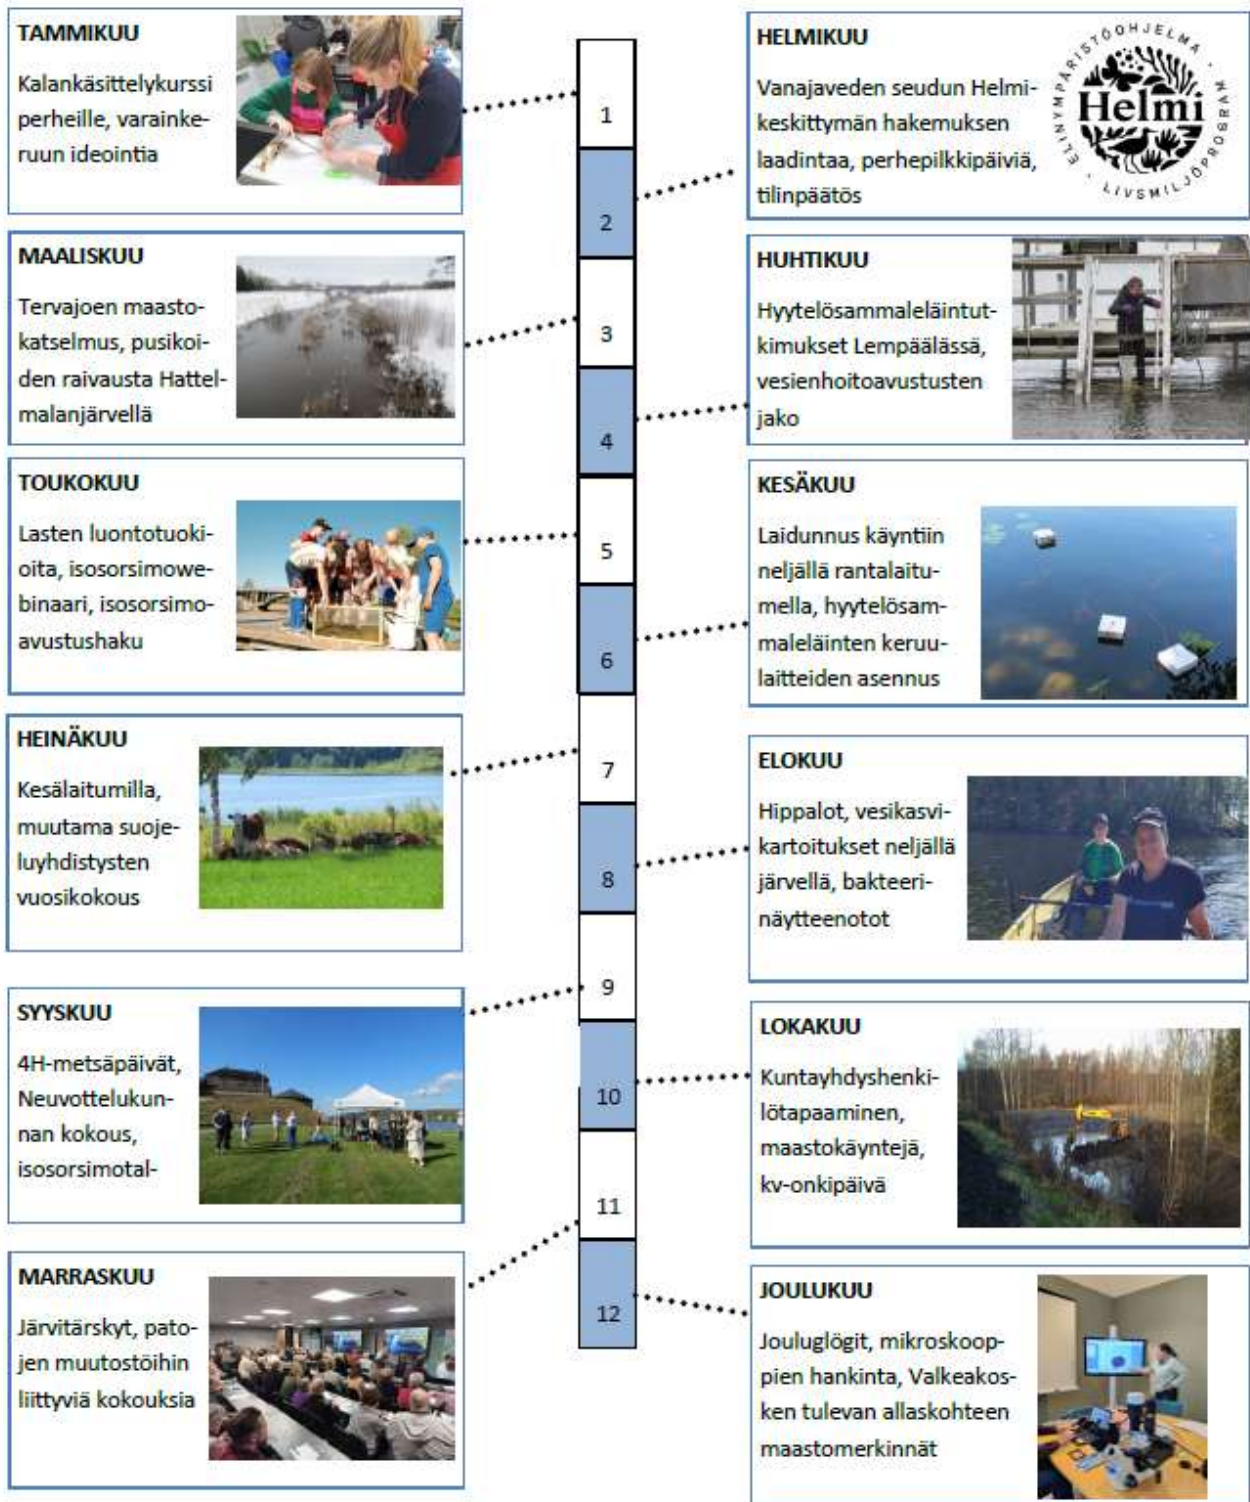 TAMMIKUU
Kalankäsittelykurssi
perheille, varainke-
ruun ideointia
1
HELMIKUU
Vanajaveden seudun Helmi-
keskittymän hakemuksen
laadintaa, perhepilkkipäiviä,
tilinpäätös
ELINYMPÄRISTÖOHJELMA · LIVSMILJÖPROGRAM ·
Helmi
2
MAALISKUU
Tervajoen maasto-
katselmus, pusikoi-
den raivausta Hattel-
malanjärvellä
3
HUHTIKUU
Hyytelösammaleläintut-
kimukset Lempäälässä,
vesienhoitoavustusten
jako
4
TOUKOKUU
Lasten luontotuoki-
oita, isosorsimowe-
binaari, isosorsimo-
avustushaku
5
KESÄKUU
Laidunnus käyntiin
neljällä rantalaitu-
mella, hyytelösam-
maleläinten keruu-
laitteiden asennus
6
HEINÄKUU
Kesälaitumilla,
muutama suoje-
luyhdistysten
vuosikokous
7
ELOKUU
Hippalot, vesikasvi-
kartoitukset neljällä
järvellä, bakteeri-
näytteenotot
8
SYYSKUU
4H-metsäpäivät,
Neuvottelukun-
nan kokous,
isosorsimotal-
9
LOKAKUU
Kuntayhdyshenki-
lötapaaminen,
maastokäyntejä,
kv-onkipäivä
10
MARRASKUU
Järvitärskyt, pato-
jen muutostöihin
liittyviä kokouksia
11
JOULUKUU
Jouluglögit, mikroskoop-
pien hankinta, Valkeakos-
ken tulevan allaskohteen
maastomerkinnät
12